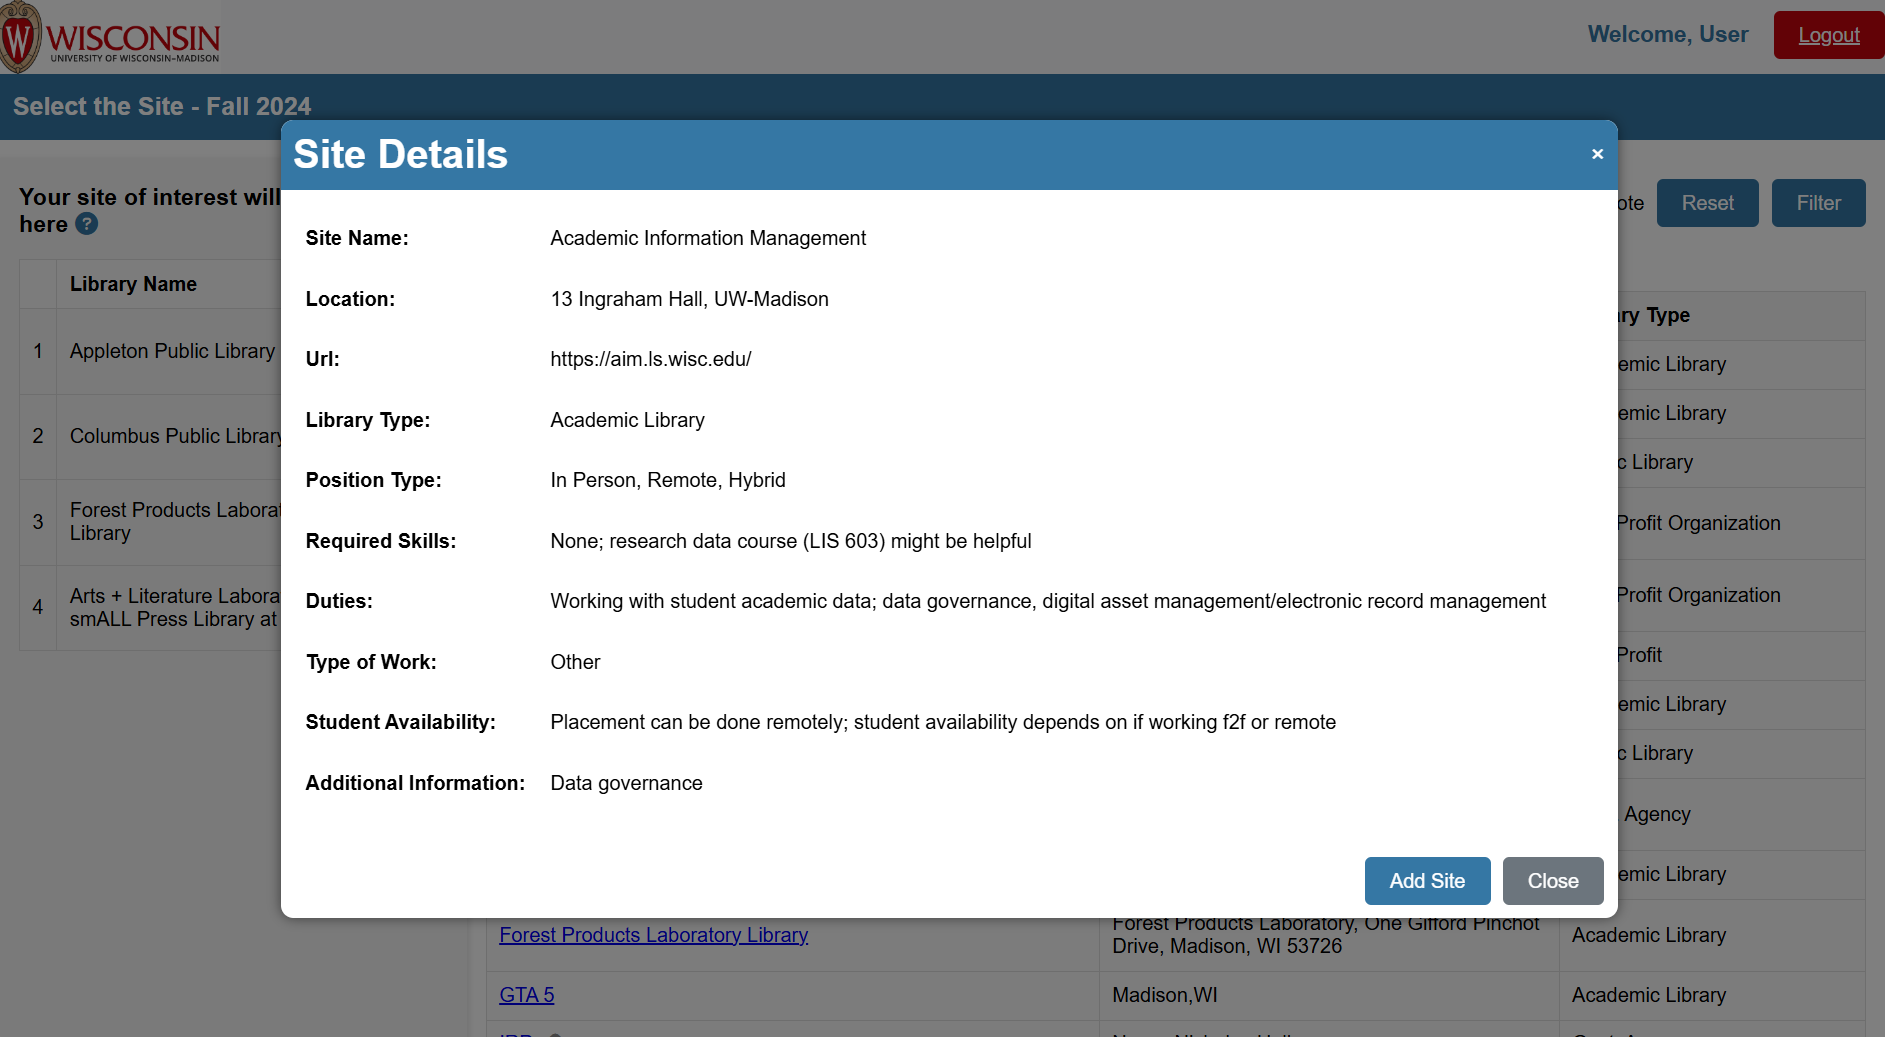 W WISCONSIN
UNIVERSITY OF WISCONSIN–MADISON
Welcome, User
Logout
Select the Site - Fall 2024
Site Details
×
Your site of interest will
here ?
Reset
Filter
Library Name
1 Appleton Public Library
2 Columbus Public Library
3 Forest Products
Library
4 Arts + Literature
smALL Press Library at
Site Name: Academic Information Management
Location: 13 Ingraham Hall, UW-Madison
Url: https://aim.ls.wisc.edu/
Library Type: Academic Library
Position Type: In Person, Remote, Hybrid
Required Skills: None; research data course (LIS 603) might be helpful
Duties: Working with student academic data; data governance, digital asset management/electronic record management
Type of Work: Other
Student Availability: Placement can be done remotely; student availability depends on if working f2f or remote
Additional Information: Data governance
Add Site
Close
Type
Library
Library
Library
Profit Organization
Profit Organization
Profit
Library
Library
Agency
Library
Forest Products Laboratory Library
Forest Products Laboratory, One Gifford Pinchot
Drive, Madison, WI 53726
Academic Library
GTA 5
Madison,WI
Academic Library